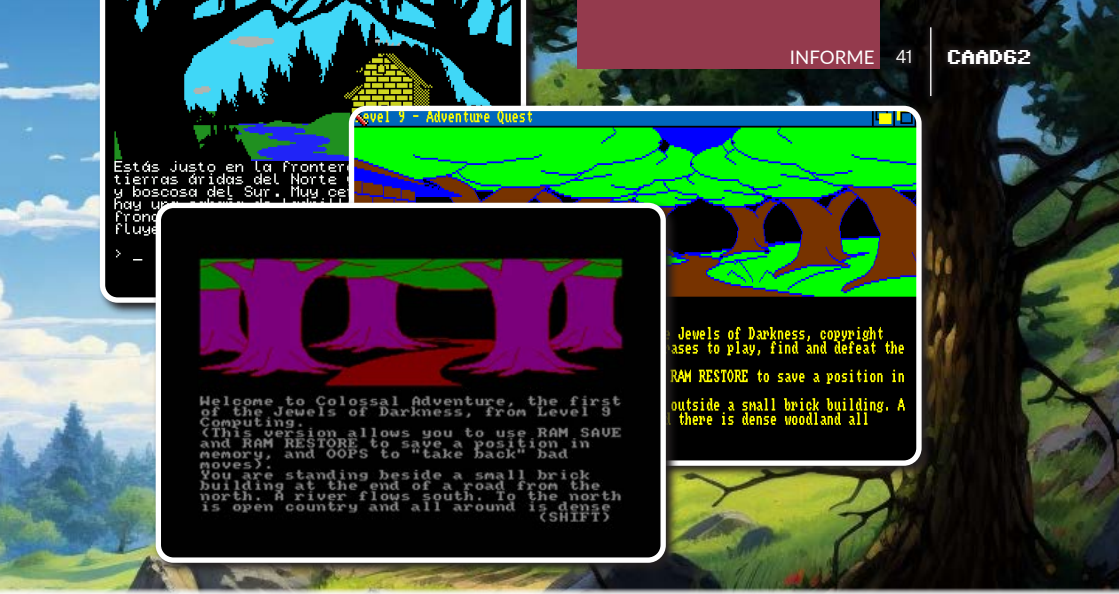 INFORME 41 CAAD62
Estás justo en la fronter
tierras áridas del Norte
y boscosa del Sur. Muy ce
hay un
fron
fluye
> _
evel 9 - Adventure Quest
Jewels of Darkness, copyright
ases to play, find and defeat the
RAM RESTORE to save a position in
outside a small brick building. A
there is dense woodland all
Welcome to Colossal Adventure, the first
of the Jewels of Darkness, from Level 9
Computing.
(This version allows you to use RAM SAVE
and RAM RESTORE to save a position in
memory, and OOPS to "take back" bad
moves).
You are standing beside a small brick
building at the end of a road from the
north. A river flows south. To the north
is open country and all around is dense
(SHIFT)